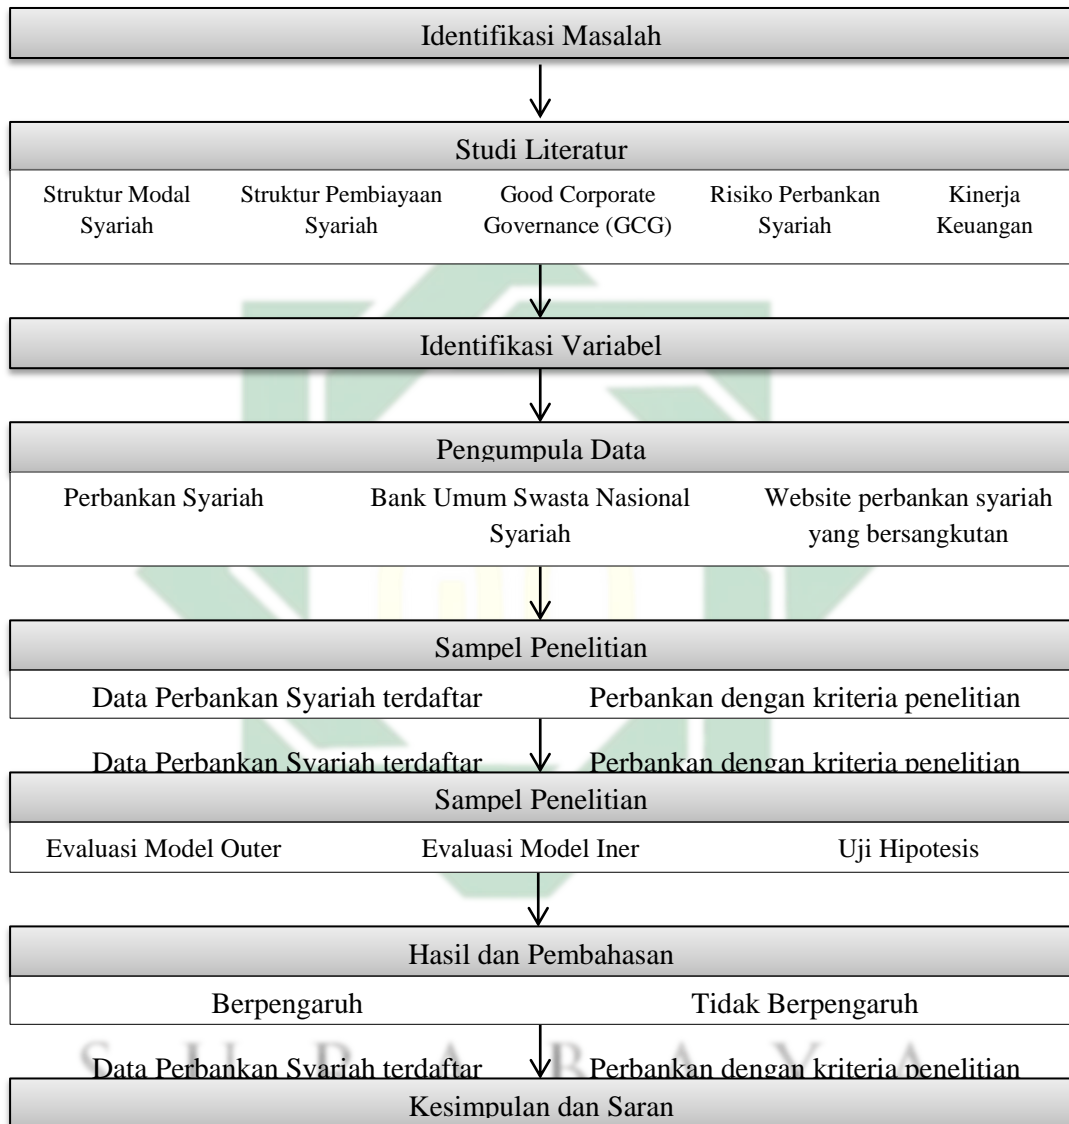 Identifikasi Masalah
Studi Literatur
Struktur Modal Struktur Pembiayaan Good Corporate Risiko Perbankan Kinerja
Syariah Syariah Governance (GCG) Syariah Keuangan
Identifikasi Variabel
Pengumpula Data
Perbankan Syariah Bank Umum Swasta Nasional Website perbankan syariah
Syariah yang bersangkutan
Sampel Penelitian
Data Perbankan Syariah terdaftar Perbankan dengan kriteria penelitian
Data Perbankan Syariah terdaftar Perbankan dengan kriteria penelitian
Sampel Penelitian
Evaluasi Model Outer Evaluasi Model Iner Uji Hipotesis
Hasil dan Pembahasan
Berpengaruh Tidak Berpengaruh
S U R A B A Y A
Data Perbankan Syariah terdaftar Perbankan dengan kriteria penelitian
Kesimpulan dan Saran